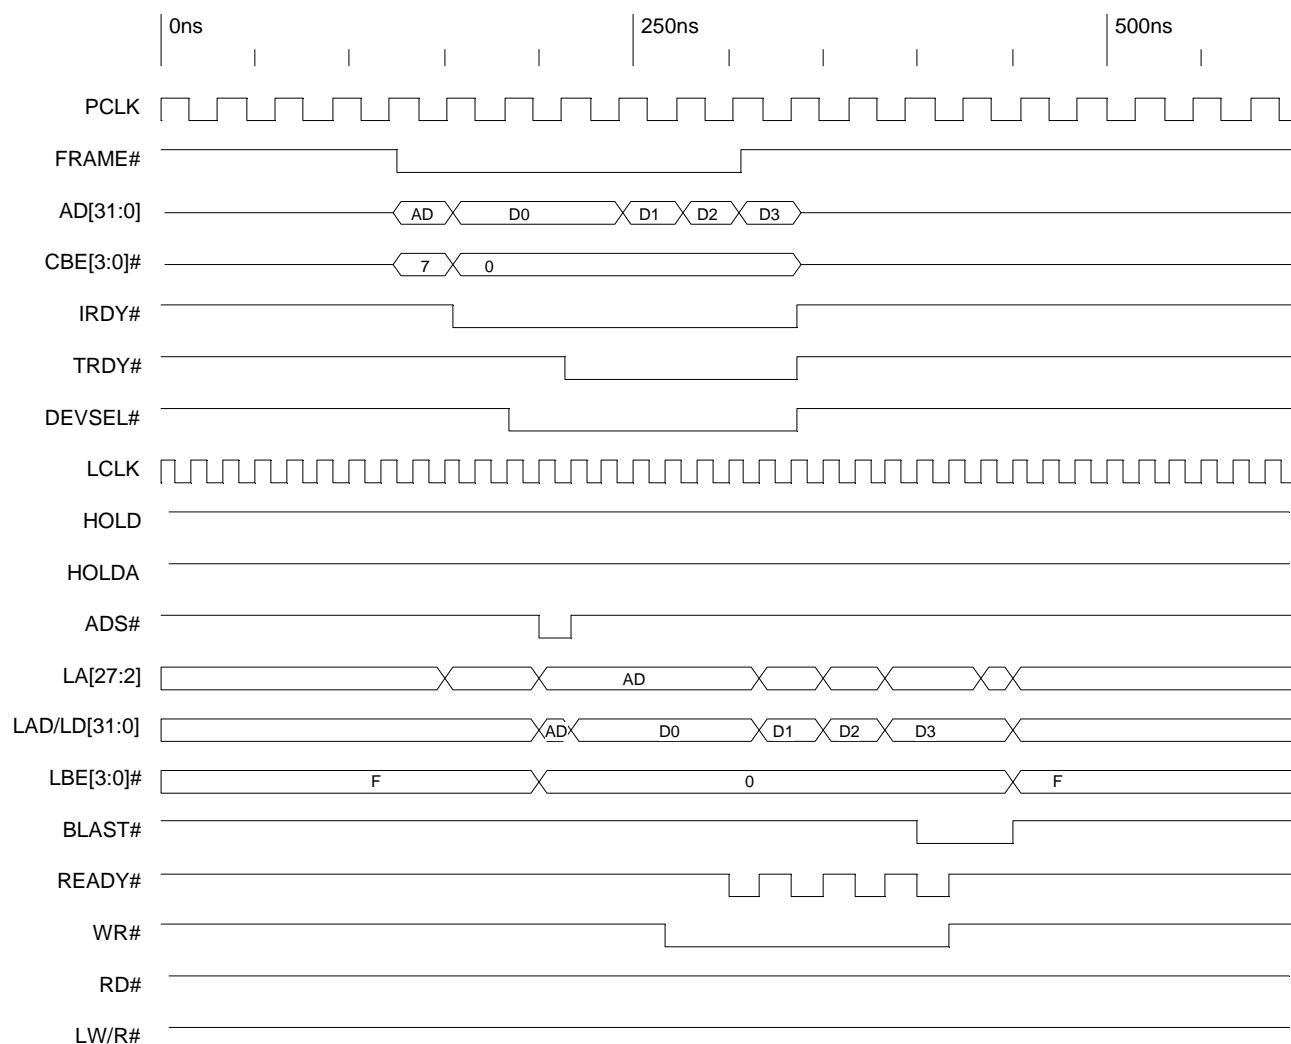 0ns 250ns 500ns
PCLK
FRAME#
AD[31:0] AD D0 D1 D2 D3
CBE[3:0]# 7 0
IRDY#
TRDY#
DEVSEL#
LCLK
HOLD
HOLDA
ADS#
LA[27:2] AD
LAD/LD[31:0] AD D0 D1 D2 D3
LBE[3:0]# F 0 F
BLAST#
READY#
WR#
RD#
LW/R#